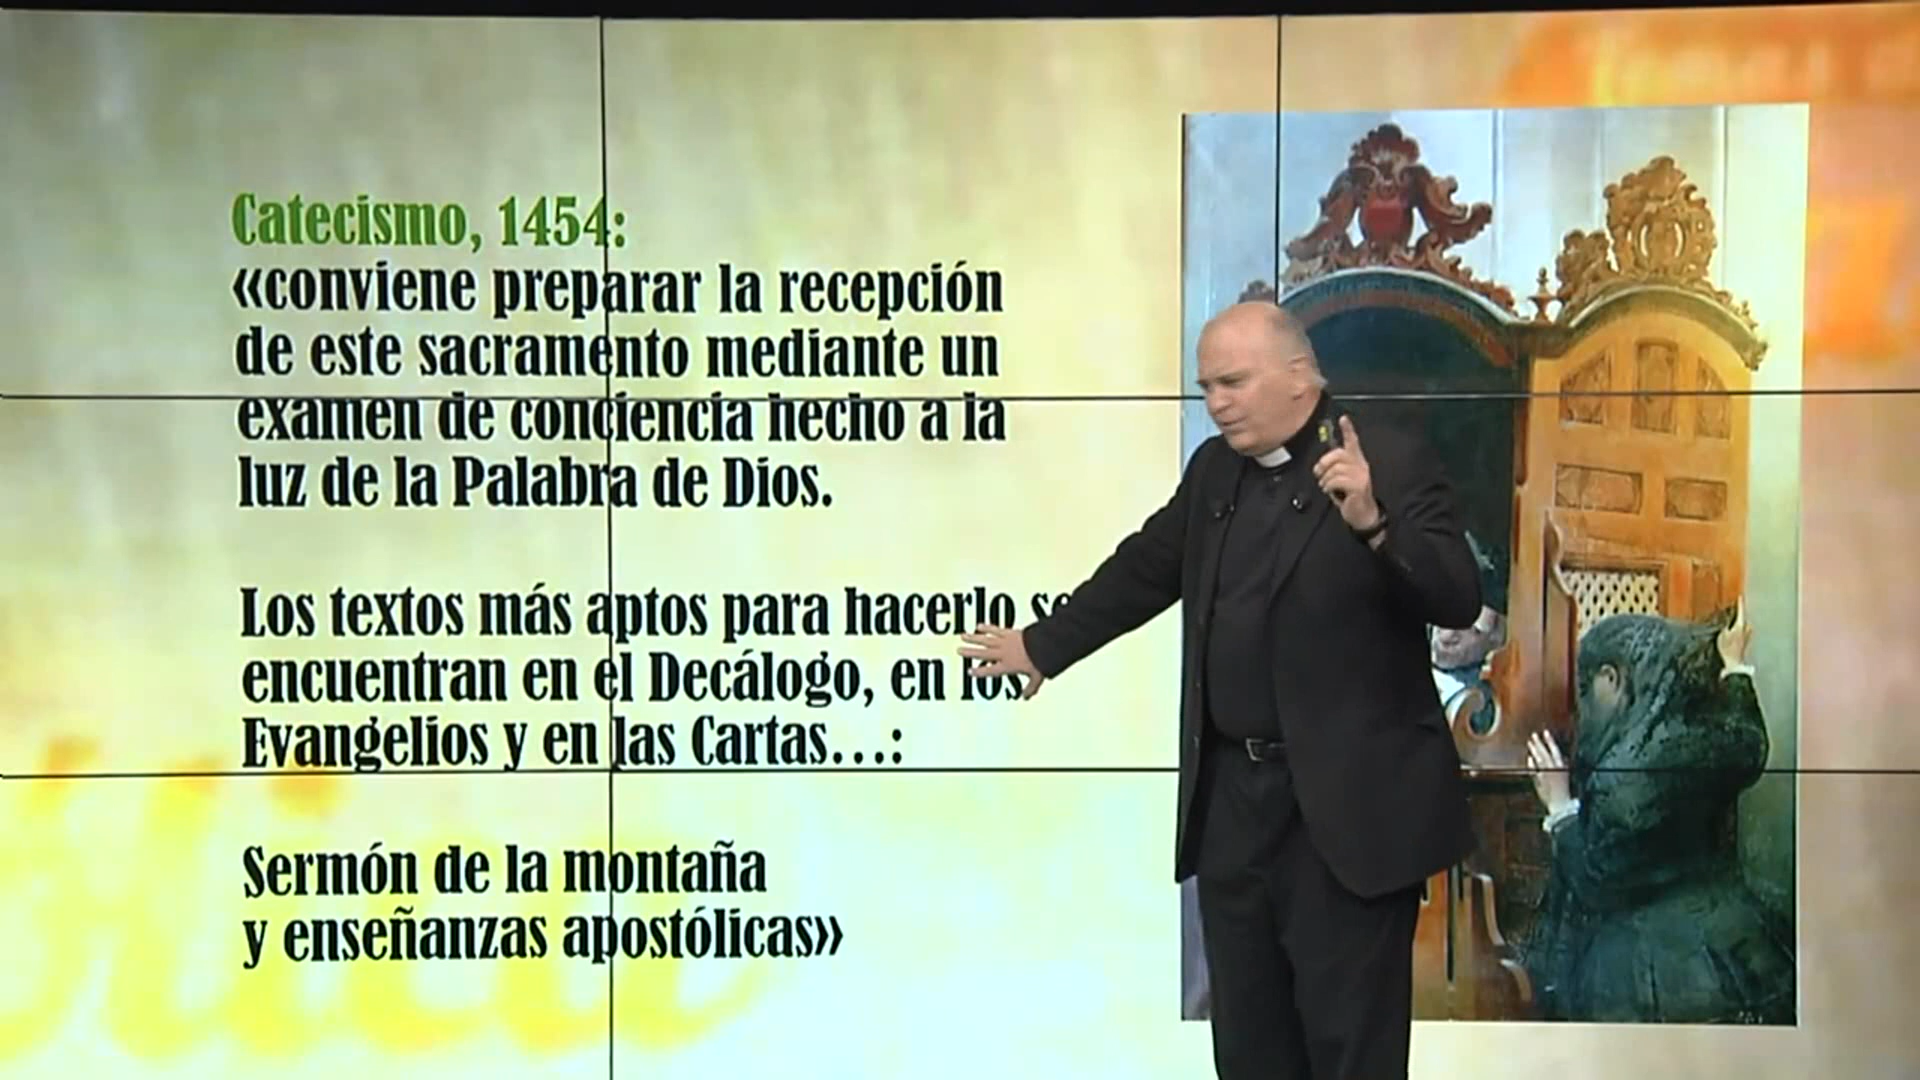 Catecismo, 1454:
«conviene preparar la recepción
de este sacramento mediante un
examen de conciencia hecho a la
luz de la Palabra de Dios.
Los textos más aptos para hacerlo se
encuentran en el Decálogo, en los
Evangelios y en las Cartas…:
Sermón de la montaña
y enseñanzas apostólicas»